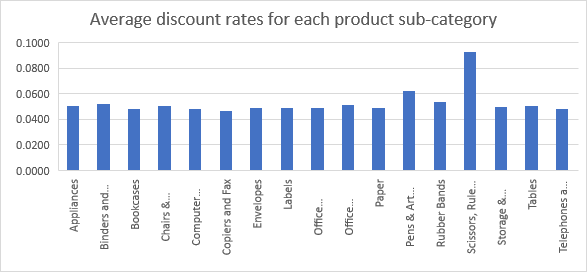 Average discount rates for each product sub-category
0.1000
0.0800
0.0600
0.0400
0.0200
0.0000
Appliances
Binders and...
Bookcases
Chairs &...
Computer...
Copiers and Fax
Envelopes
Labels
Office...
Office...
Paper
Pens & Art...
Rubber Bands
Scissors, Rule...
Storage &...
Tables
Telephones a...